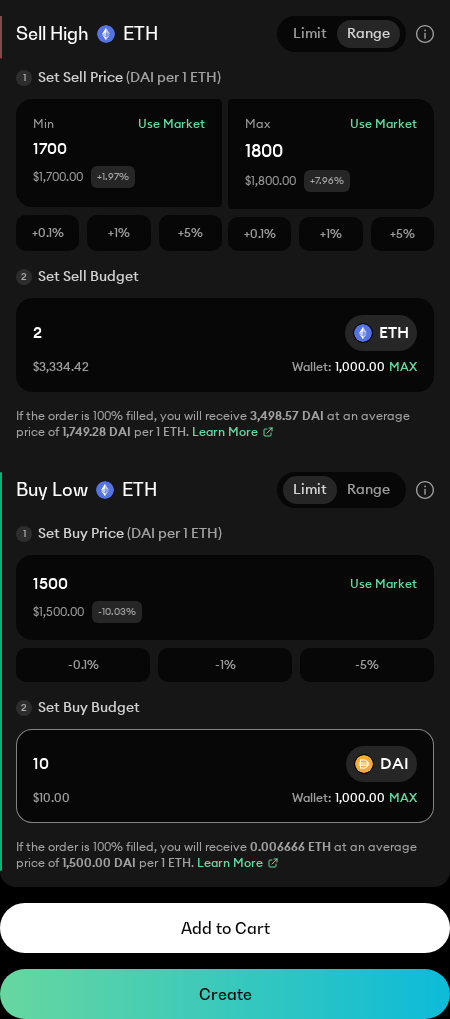 Sell High ETH Limit Range
1 Set Sell Price (DAI per 1 ETH)
Min Use Market Max Use Market
1700 1800
$1,700.00 +1.97% $1,800.00 +7.96%
+0.1% +1% +5% +0.1% +1% +5%
2 Set Sell Budget
2 ETH
$3,334.42 Wallet: 1,000.00 MAX
If the order is 100% filled, you will receive 3,498.57 DAI at an average
price of 1,749.28 DAI per 1 ETH. Learn More
Buy Low ETH Limit Range
1 Set Buy Price (DAI per 1 ETH)
1500 Use Market
$1,500.00 -10.03%
-0.1% -1% -5%
2 Set Buy Budget
10 DAI
$10.00 Wallet: 1,000.00 MAX
If the order is 100% filled, you will receive 0.006666 ETH at an average
price of 1,500.00 DAI per 1 ETH. Learn More
Add to Cart
Create